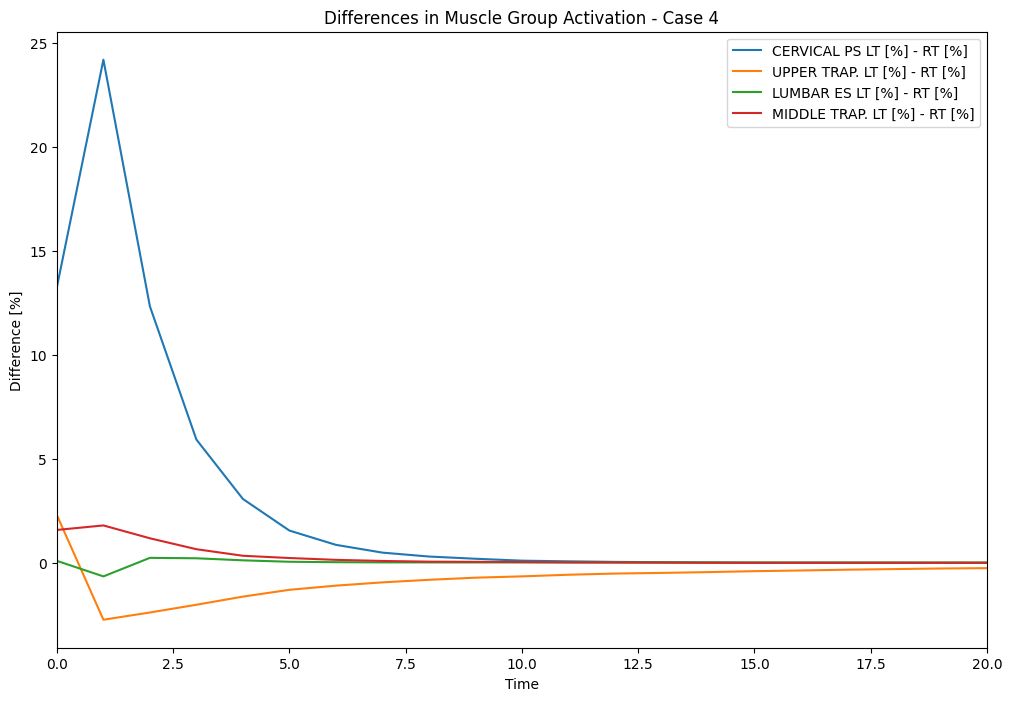 Differences in Muscle Group Activation - Case 4
CERVICAL PS LT [%] - RT [%]
UPPER TRAP. LT [%] - RT [%]
LUMBAR ES LT [%] - RT [%]
MIDDLE TRAP. LT [%] - RT [%]
25
20
15
10
5
0
Difference [%]
0.0 2.5 5.0 7.5 10.0 12.5 15.0 17.5 20.0
Time